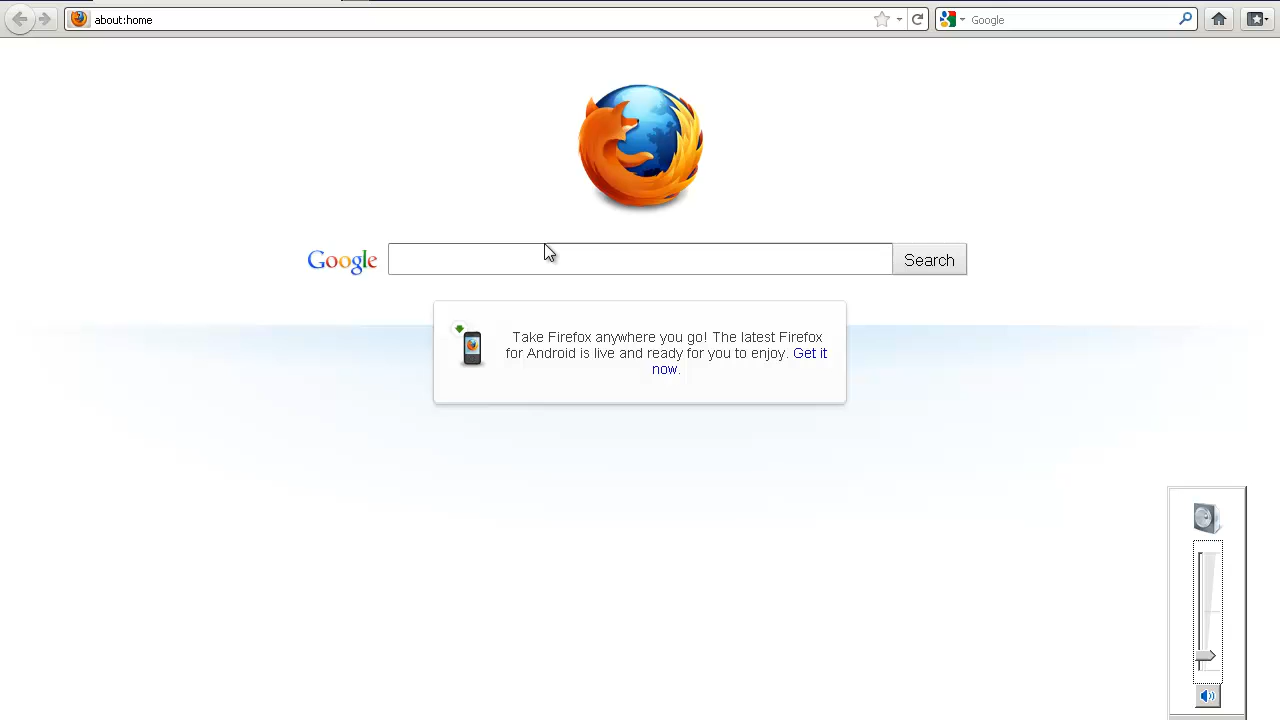 about:home
Google
Google
Search
Take Firefox anywhere you go! The latest Firefox
for Android is live and ready for you to enjoy. Get it
now.